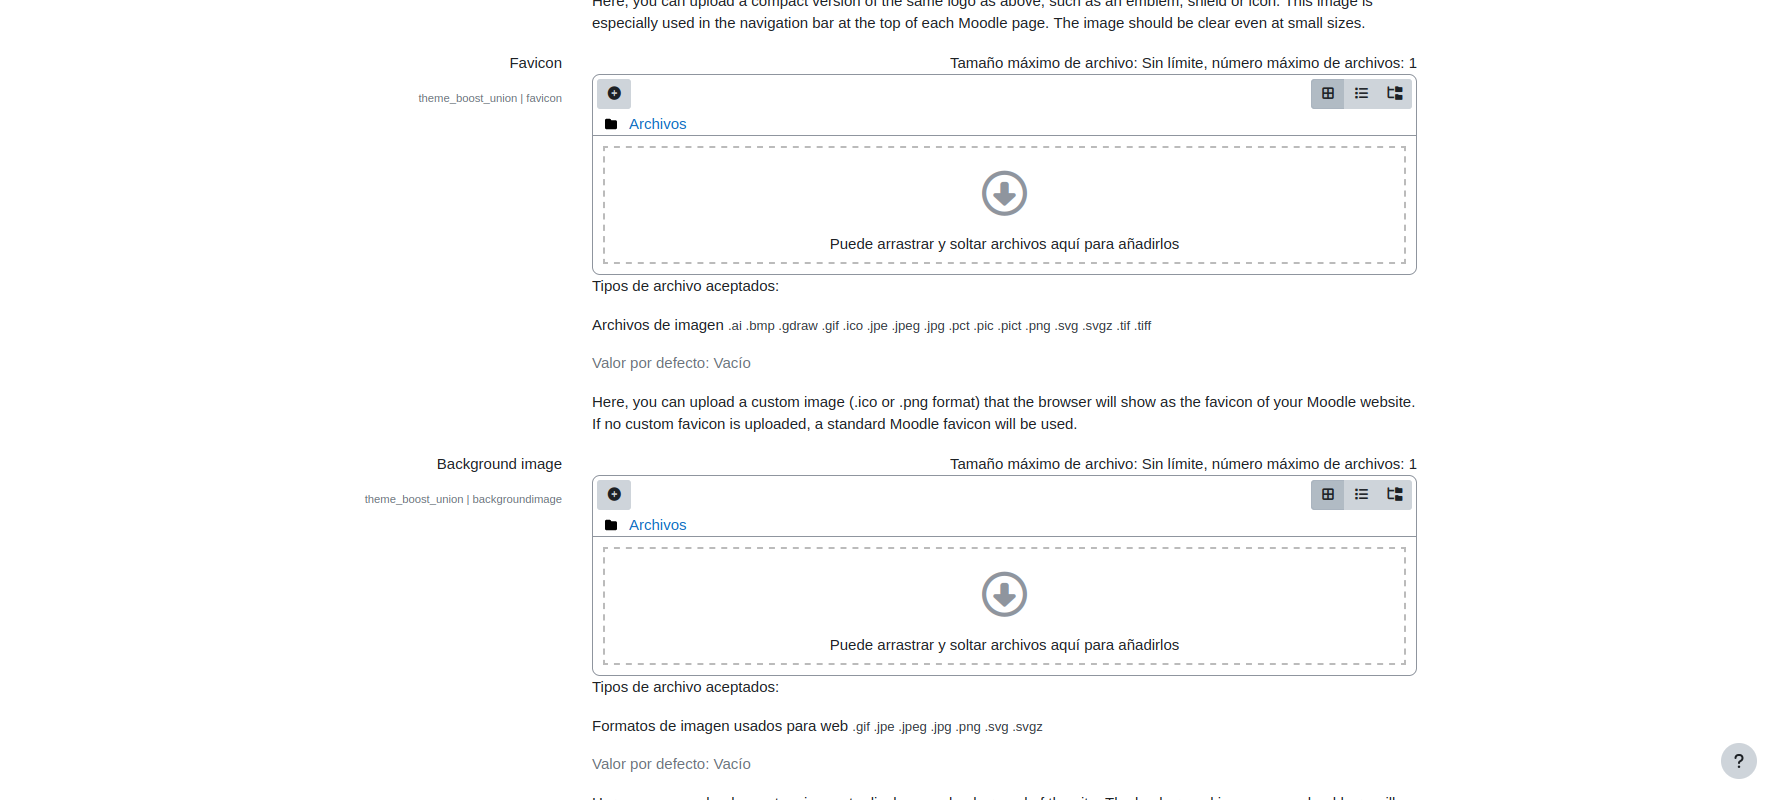 Here, you can upload a compact version of the same logo as above, such as an emblem, shield or icon. This image is
especially used in the navigation bar at the top of each Moodle page. The image should be clear even at small sizes.
Favicon
Tamaño máximo de archivo: Sin límite, número máximo de archivos: 1
theme_boost_union | favicon
Archivos
Puede arrastrar y soltar archivos aquí para añadirlos
Tipos de archivo aceptados:
Archivos de imagen .ai .bmp .gdraw .gif .ico .jpe .jpeg .jpg .pct .pic .pict .png .svg .svgz .tif .tiff
Valor por defecto: Vacío
Here, you can upload a custom image (.ico or .png format) that the browser will show as the favicon of your Moodle website.
If no custom favicon is uploaded, a standard Moodle favicon will be used.
Background image
Tamaño máximo de archivo: Sin límite, número máximo de archivos: 1
theme_boost_union | backgroundimage
Archivos
Puede arrastrar y soltar archivos aquí para añadirlos
Tipos de archivo aceptados:
Formatos de imagen usados para web .gif .jpe .jpeg .jpg .png .svg .svgz
Valor por defecto: Vacío
?